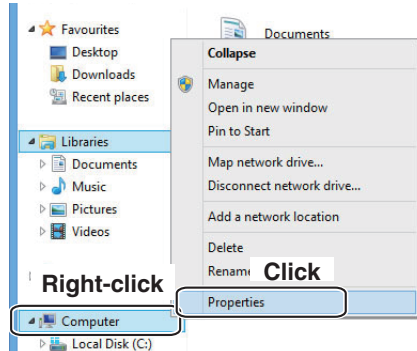 Favourites
Desktop
Downloads
Recent places
Libraries
Documents
Music
Pictures
Videos
Right-click
Computer
Local Disk (C:)
Documents
Collapse
Manage
Open in new window
Pin to Start
Map network drive...
Disconnect network drive...
Add a network location
Delete
Rename
Click
Properties